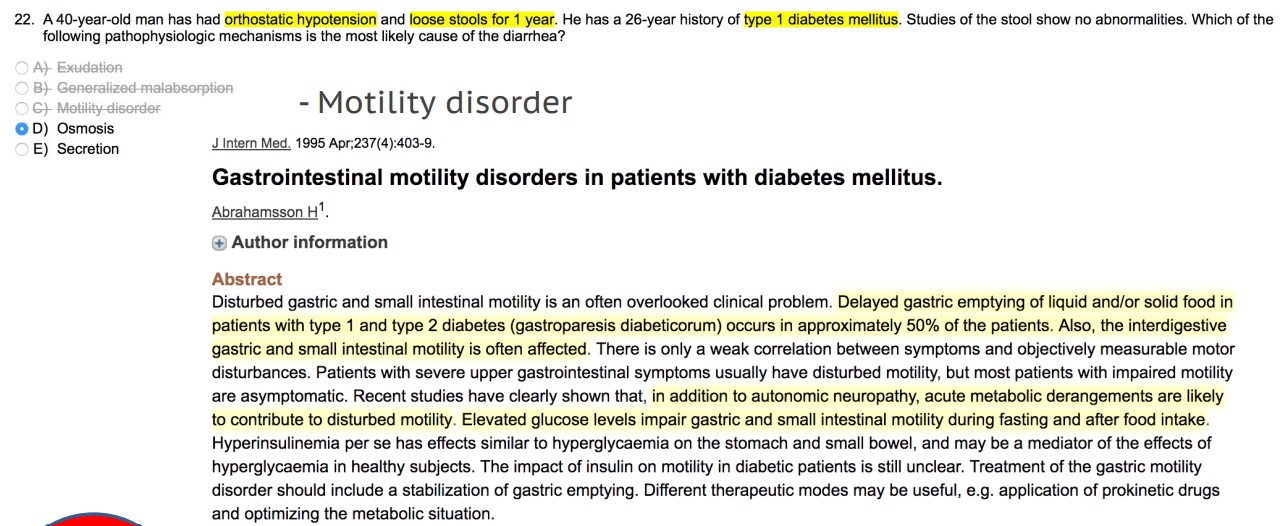 22. A 40-year-old man has had orthostatic hypotension and loose stools for 1 year. He has a 26-year history of type 1 diabetes mellitus. Studies of the stool show no abnormalities. Which of the
following pathophysiologic mechanisms is the most likely cause of the diarrhea?
A) Exudation
B) Generalized malabsorption
C) Motility disorder
D) Osmosis
E) Secretion
- Motility disorder
J Intern Med. 1995 Apr;237(4):403-9.
Gastrointestinal motility disorders in patients with diabetes mellitus.
Abrahamsson H1.
Author information
Abstract
Disturbed gastric and small intestinal motility is an often overlooked clinical problem. Delayed gastric emptying of liquid and/or solid food in
patients with type 1 and type 2 diabetes (gastroparesis diabeticorum) occurs in approximately 50% of the patients. Also, the interdigestive
gastric and small intestinal motility is often affected. There is only a weak correlation between symptoms and objectively measurable motor
disturbances. Patients with severe upper gastrointestinal symptoms usually have disturbed motility, but most patients with impaired motility
are asymptomatic. Recent studies have clearly shown that, in addition to autonomic neuropathy, acute metabolic derangements are likely
to contribute to disturbed motility. Elevated glucose levels impair gastric and small intestinal motility during fasting and after food intake.
Hyperinsulinemia per se has effects similar to hyperglycaemia on the stomach and small bowel, and may be a mediator of the effects of
hyperglycaemia in healthy subjects. The impact of insulin on motility in diabetic patients is still unclear. Treatment of the gastric motility
disorder should include a stabilization of gastric emptying. Different therapeutic modes may be useful, e.g. application of prokinetic drugs
and optimizing the metabolic situation.